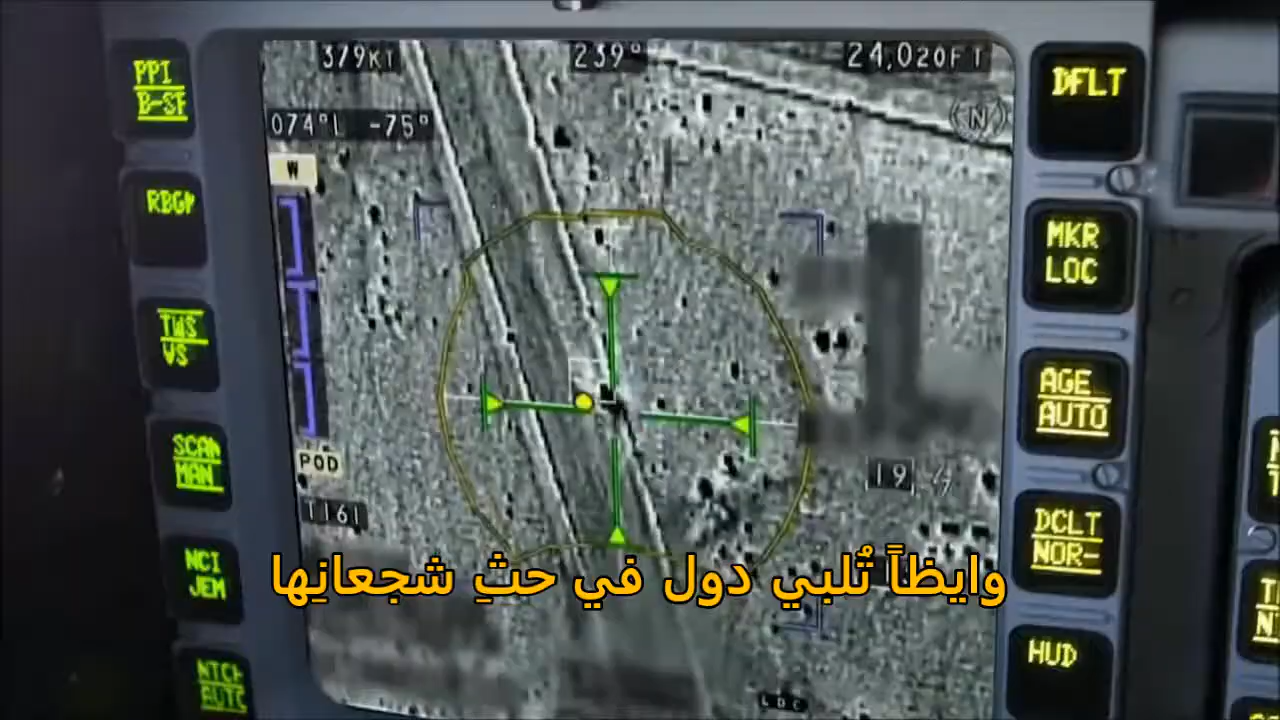 PPI
B-SF
RBGM
TWS
VS
SCAN
MAN
NCI
JEM
379KT
239°
24,020FT
074°L -75°
N
W
POD
T161
19
LDC
DFLT
MKR
LOC
AGE
AUTO
DCLT
NOR-
HUD
وايظاً تُلبي دول في حثِ شجعانِها